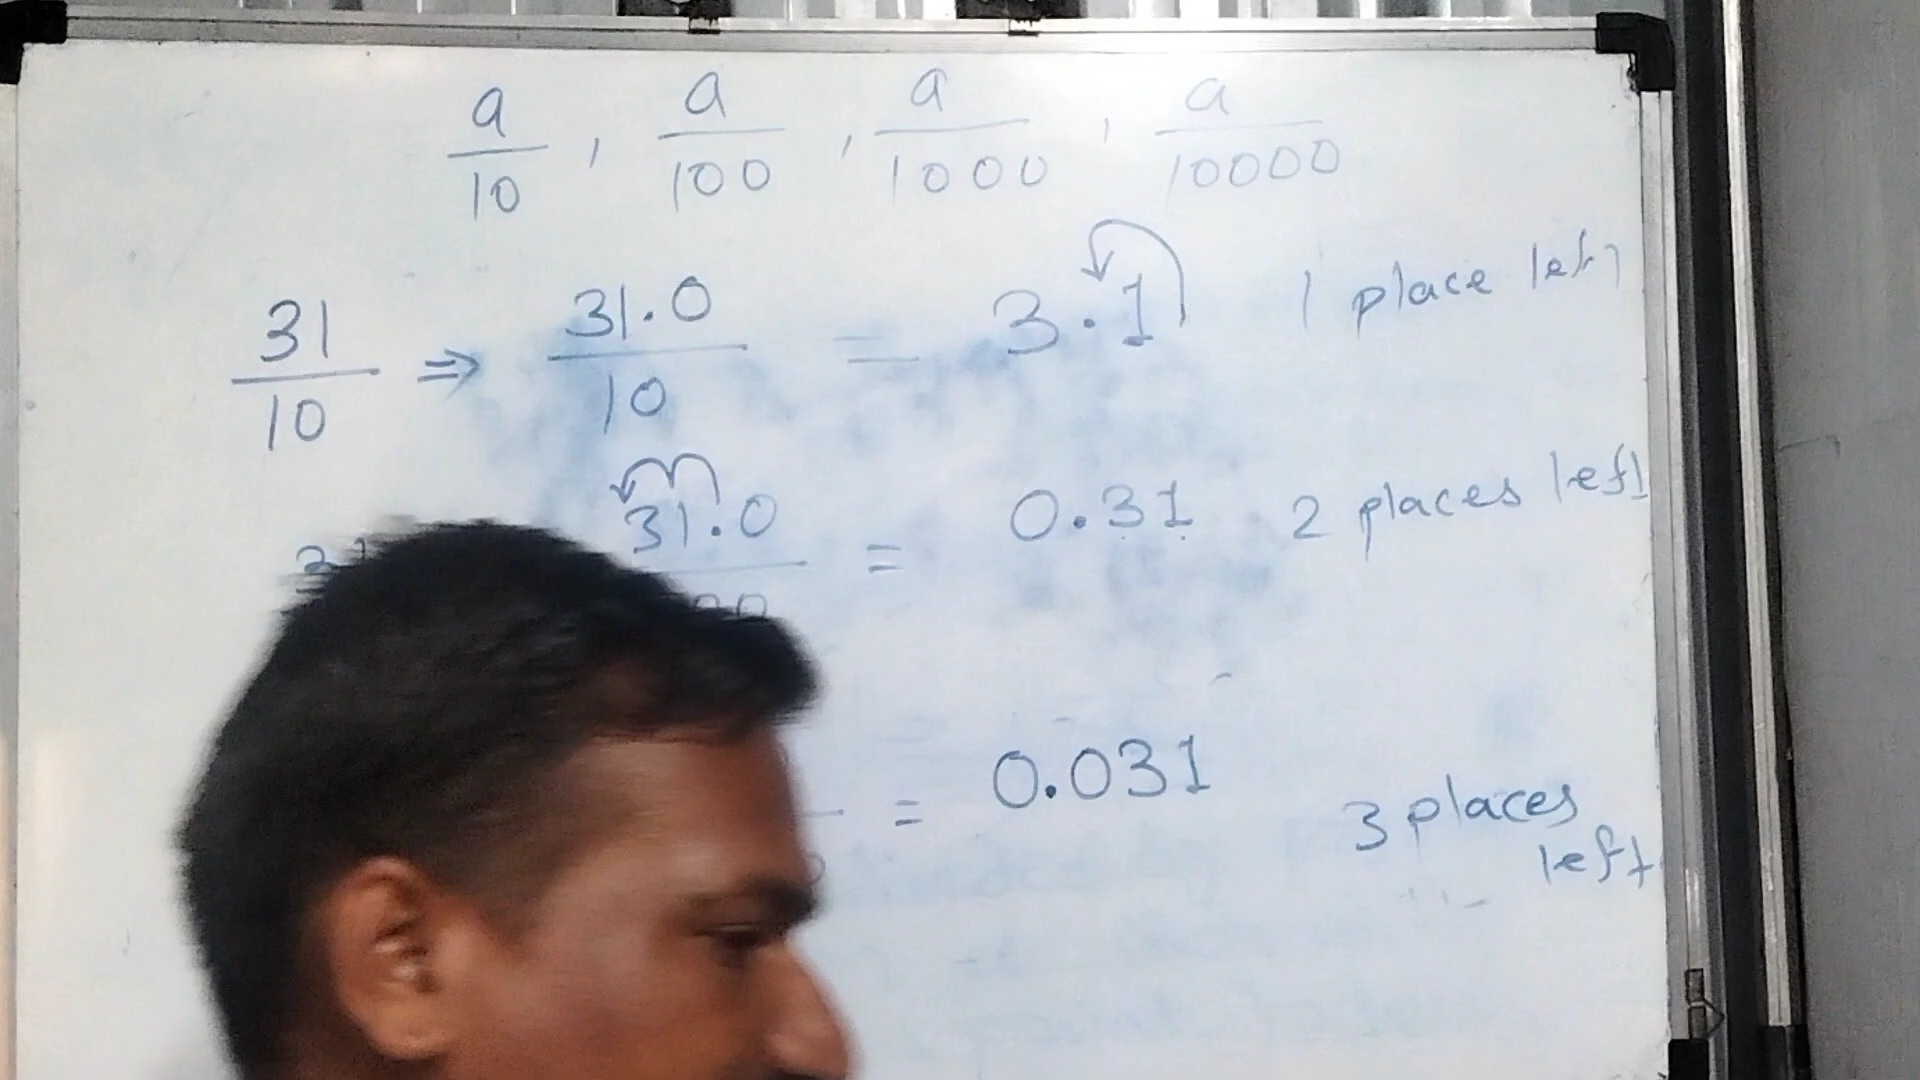 a/10 , a/100 , a/1000 , a/10000
31/10 ⇒ 31.0/10 = 3.1 1 place left
31.0 = 0.31 2 places left
= 0.031 3 places
left